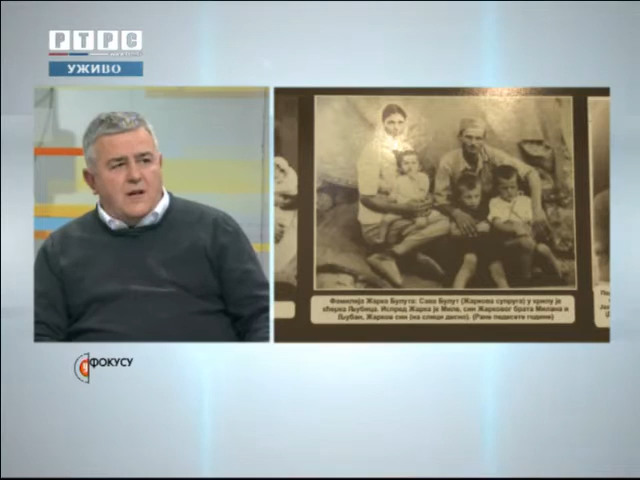 РТРС
УЖИВО
Фамилија Жарка Булута: Сава Булут (Жаркова супруга) у крилу је
кћерка Љубица. Испред Жарка је Миле, син Жарковог брата Милана и
Љубан, Жарков син (на слици десно). (Ране педесете године)
ФОКУСУ